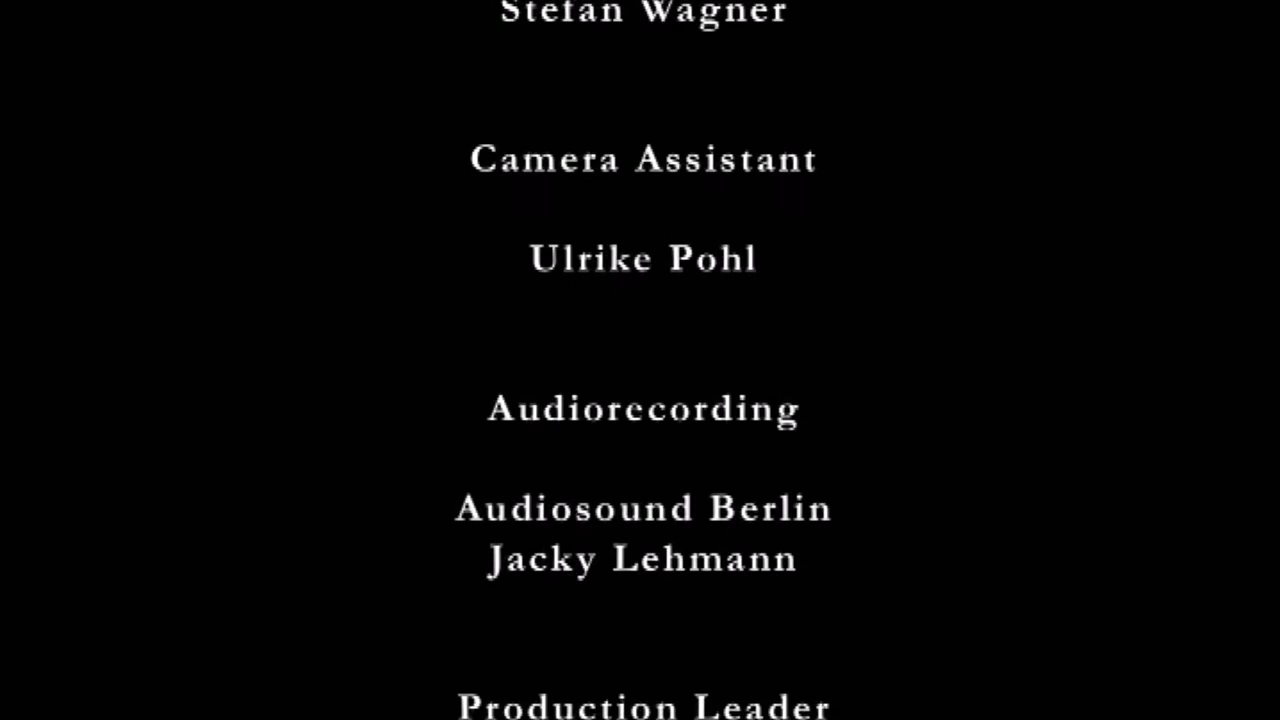 Stefan Wagner
Camera Assistant
Ulrike Pohl
Audiorecording
Audiosound Berlin
Jacky Lehmann
Production Leader